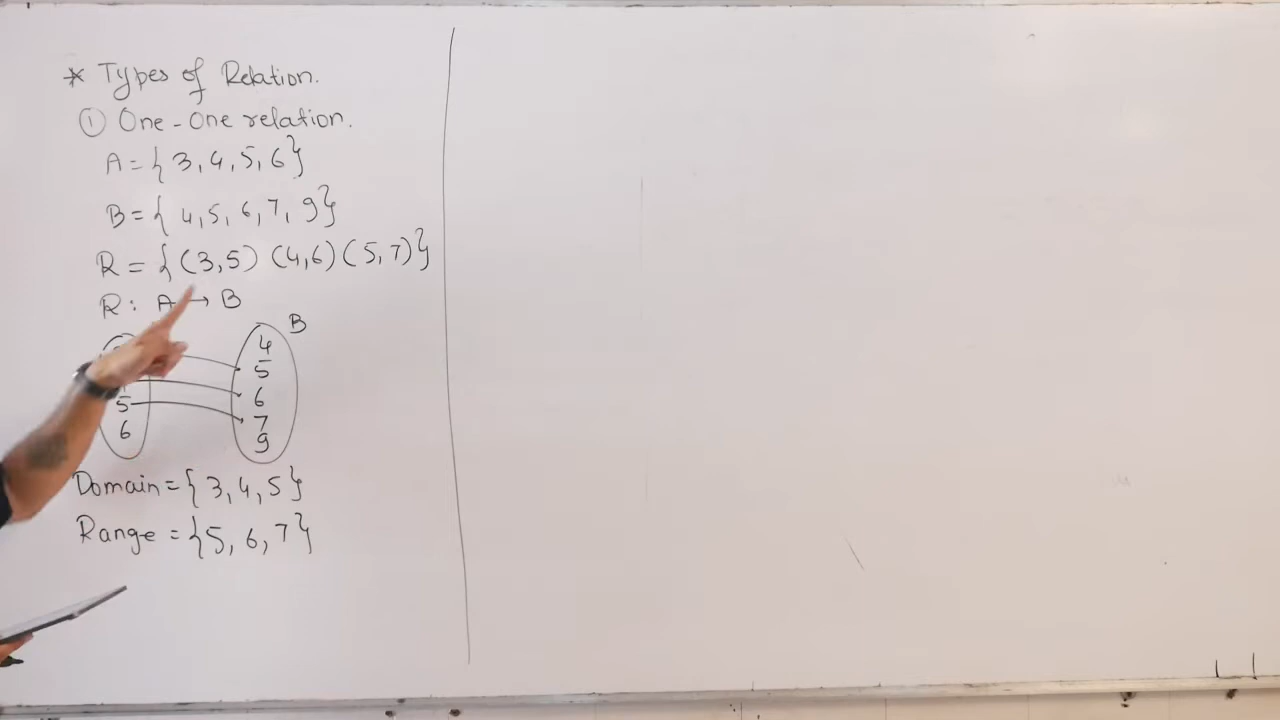 * Types of Relation.
① One-One relation.
A = { 3, 4, 5, 6 }
B = { 4, 5, 6, 7, 9 }
R = { (3,5) (4,6) (5,7) }
R: A → B
B
4
5
6
7
9
5
6
Domain = { 3, 4, 5 }
Range = { 5, 6, 7 }